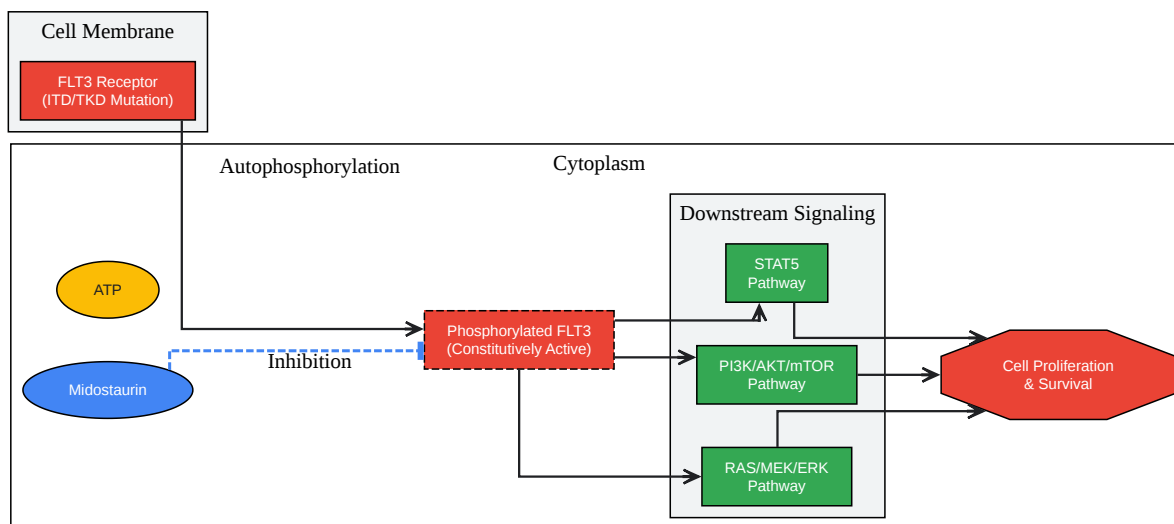 Cell Membrane
FLT3 Receptor
(ITD/TKD Mutation)
Autophosphorylation
Cytoplasm
Downstream Signaling
STAT5
Pathway
ATP
Phosphorylated FLT3
(Constitutively Active)
Inhibition
Midostaurin
PI3K/AKT/mTOR
Pathway
Cell Proliferation
& Survival
RAS/MEK/ERK
Pathway